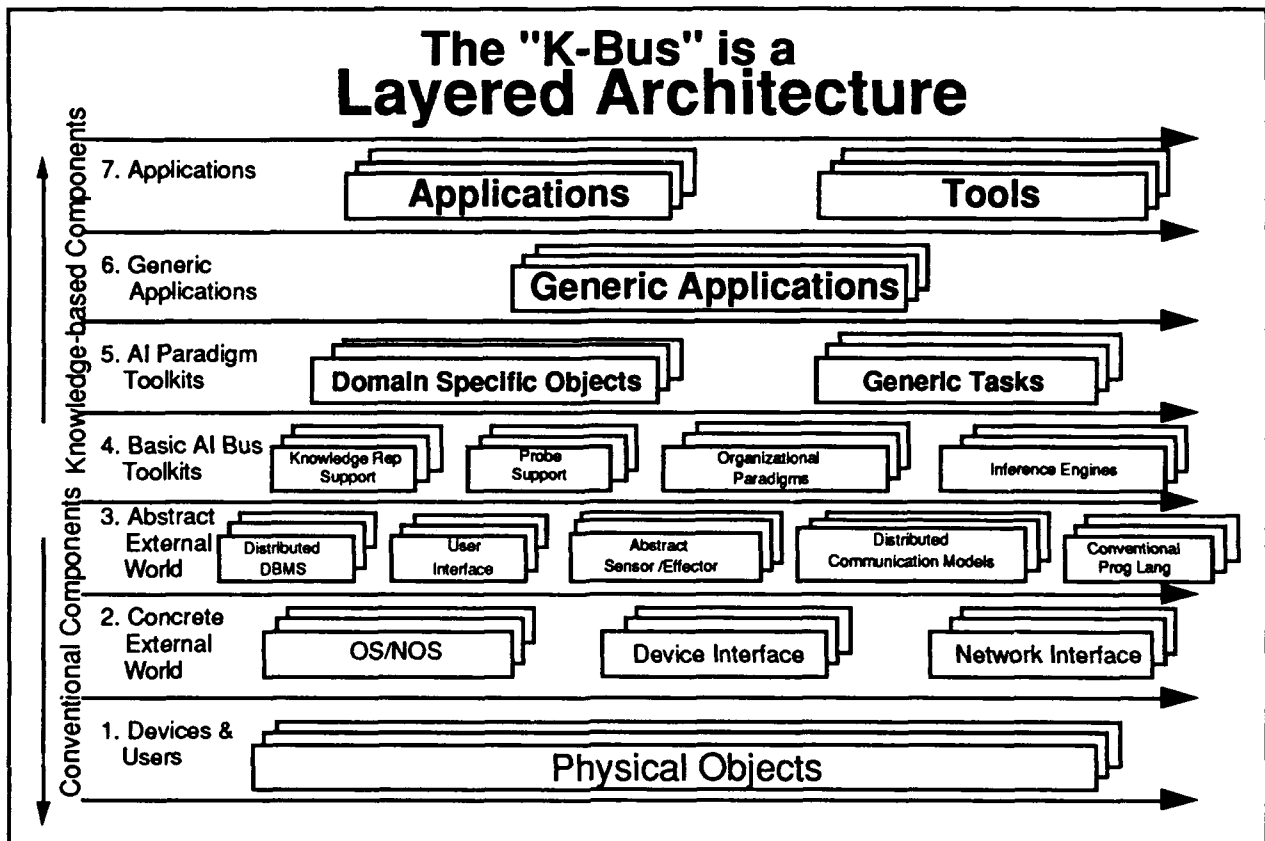 The "K-Bus" is a
Layered Architecture
Knowledge-based Components
Conventional Components
7. Applications
Applications
Tools
6. Generic
Applications
Generic Applications
5. AI Paradigm
Toolkits
Domain Specific Objects
Generic Tasks
4. Basic AI Bus
Toolkits
Knowledge Rep
Support
Probe
Support
Organizational
Paradigms
Inference Engines
3. Abstract
External
World
Distributed
DBMS
User
Interface
Abstract
Sensor /Effector
Distributed
Communication Models
Conventional
Prog Lang
2. Concrete
External
World
OS/NOS
Device Interface
Network Interface
1. Devices &
Users
Physical Objects